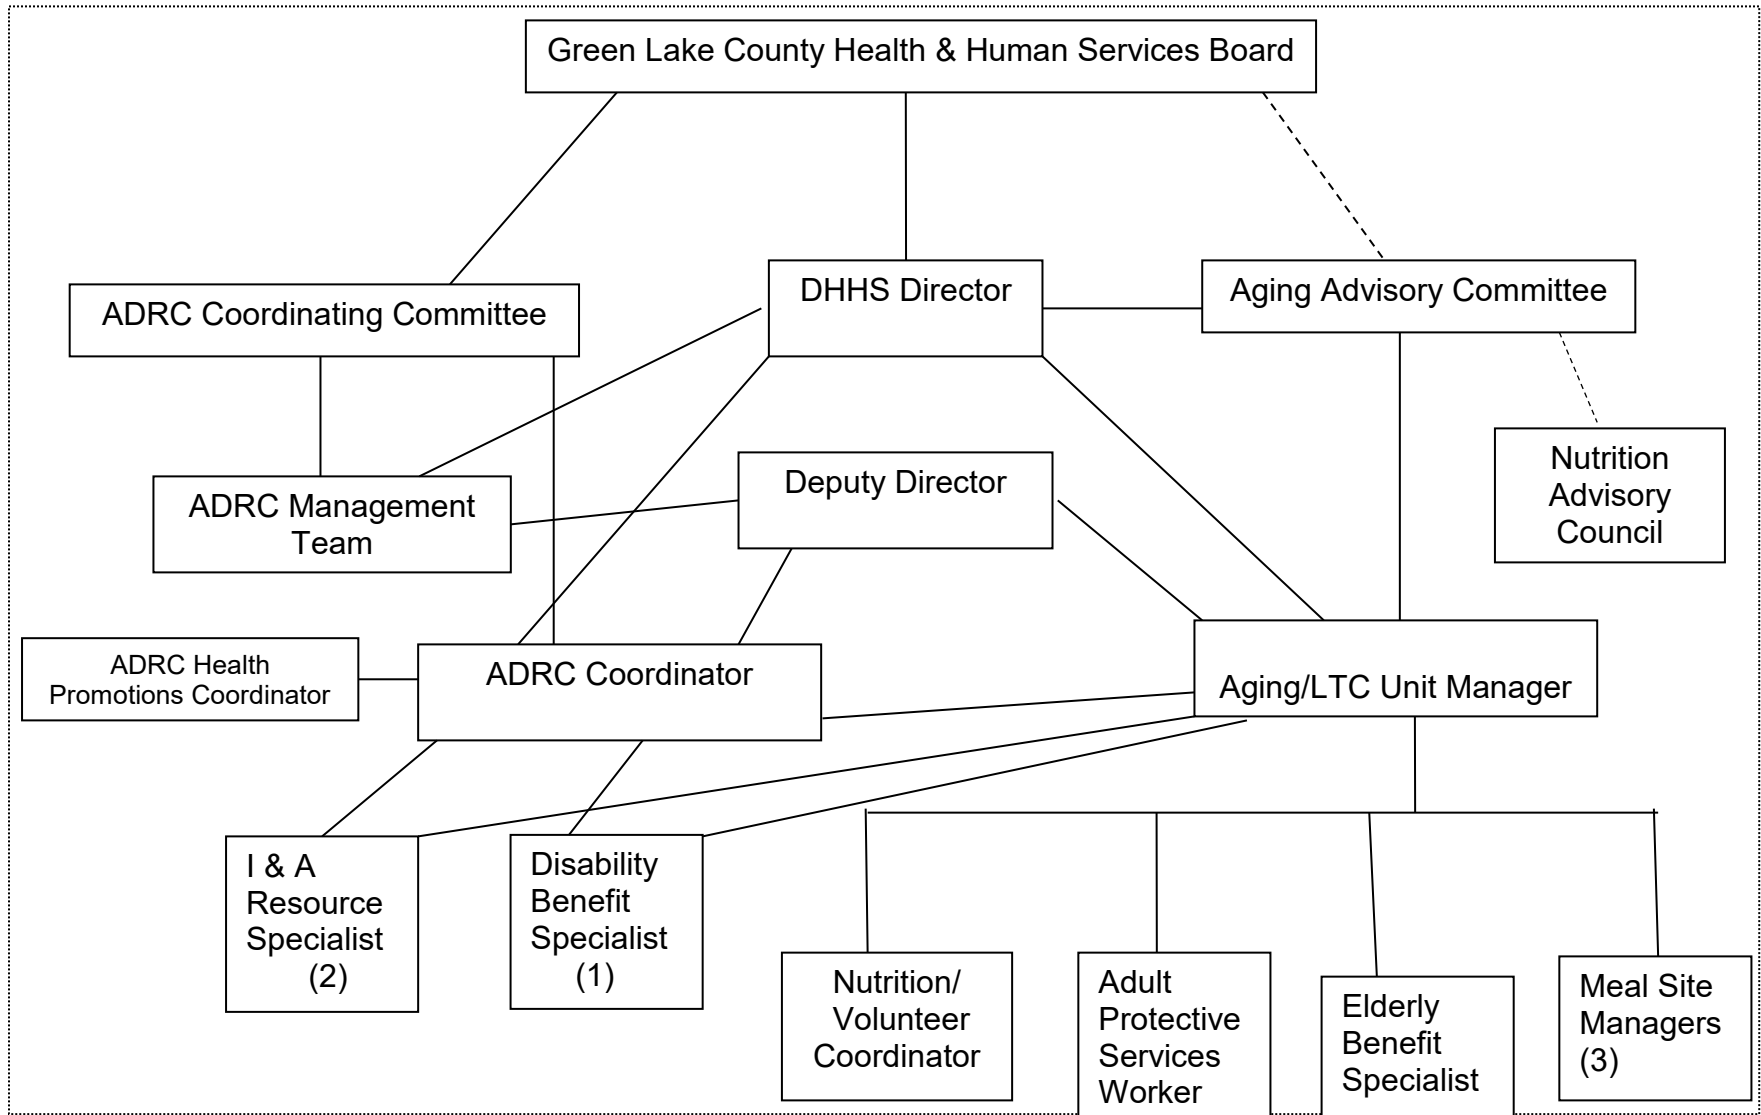 Green Lake County Health & Human Services Board
DHHS Director
Aging Advisory Committee
ADRC Coordinating Committee
Deputy Director
Nutrition
Advisory
Council
ADRC Management
Team
ADRC Health
Promotions Coordinator
ADRC Coordinator
Aging/LTC Unit Manager
I & A
Resource
Specialist
(2)
Disability
Benefit
Specialist
(1)
Nutrition/
Volunteer
Coordinator
Adult
Protective
Services
Worker
Elderly
Benefit
Specialist
Meal Site
Managers
(3)